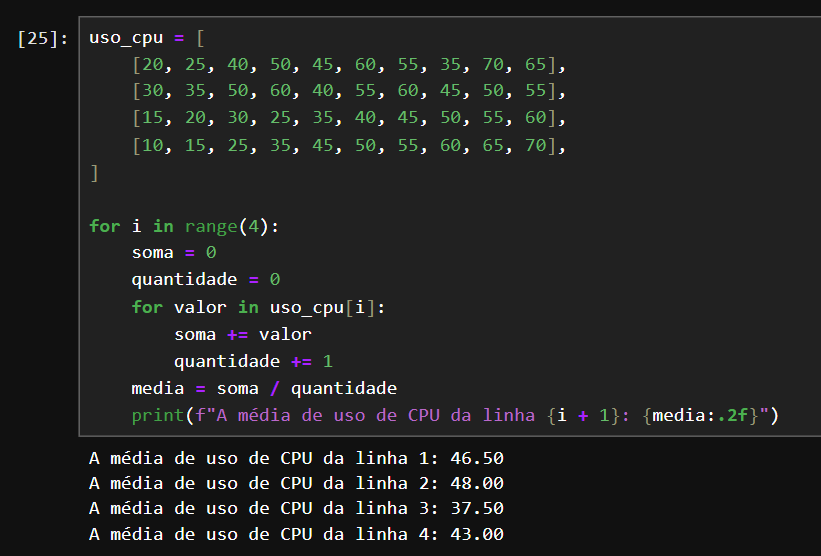 [25]: uso_cpu = [
    [20, 25, 40, 50, 45, 60, 55, 35, 70, 65],
    [30, 35, 50, 60, 40, 55, 60, 45, 50, 55],
    [15, 20, 30, 25, 35, 40, 45, 50, 55, 60],
    [10, 15, 25, 35, 45, 50, 55, 60, 65, 70],
]
for i in range(4):
    soma = 0
    quantidade = 0
    for valor in uso_cpu[i]:
        soma += valor
        quantidade += 1
    media = soma / quantidade
    print(f"A média de uso de CPU da linha {i + 1}: {media:.2f}")
A média de uso de CPU da linha 1: 46.50
A média de uso de CPU da linha 2: 48.00
A média de uso de CPU da linha 3: 37.50
A média de uso de CPU da linha 4: 43.00